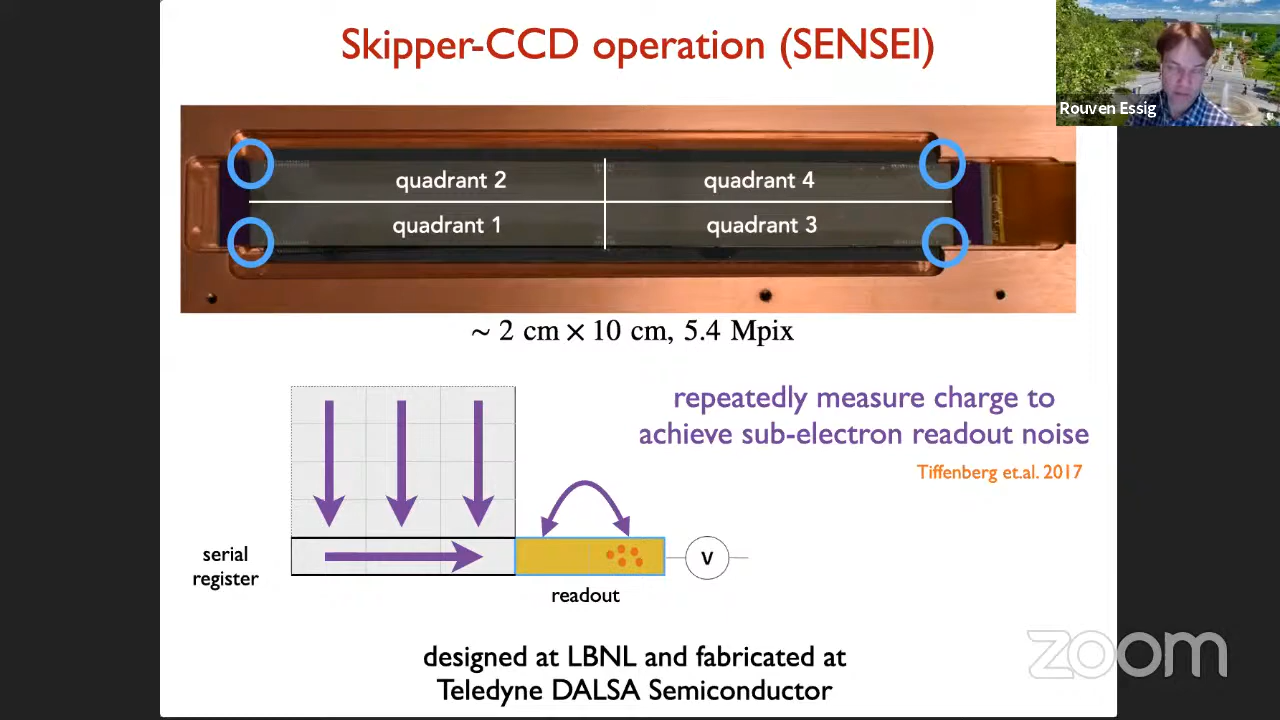 Skipper-CCD operation (SENSEI)
Rouven Essig
quadrant 2
quadrant 4
quadrant 1
quadrant 3
~ 2 cm × 10 cm, 5.4 Mpix
repeatedly measure charge to
achieve sub-electron readout noise
Tiffenberg et.al. 2017
serial
register
V
readout
designed at LBNL and fabricated at
Teledyne DALSA Semiconductor
zoom